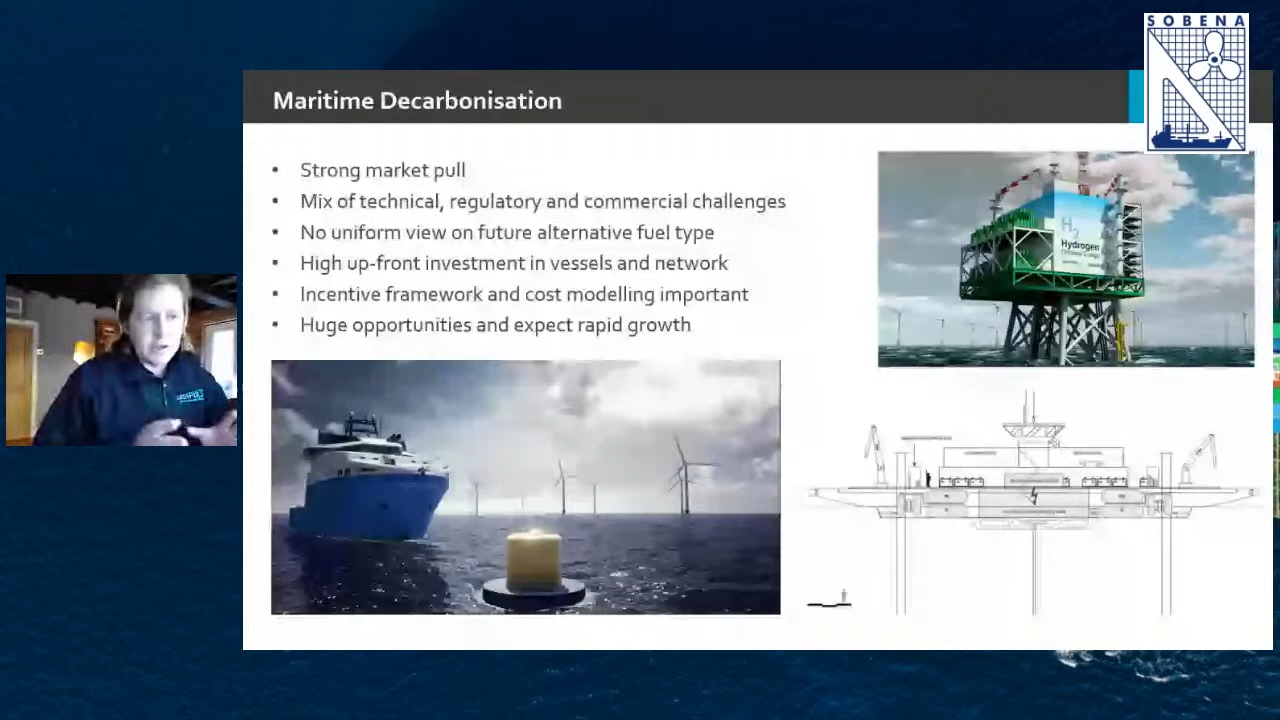 SOBENA
Maritime Decarbonisation
• Strong market pull
• Mix of technical, regulatory and commercial challenges
• No uniform view on future alternative fuel type
• High up-front investment in vessels and network
• Incentive framework and cost modelling important
• Huge opportunities and expect rapid growth
H2
Hydrogen